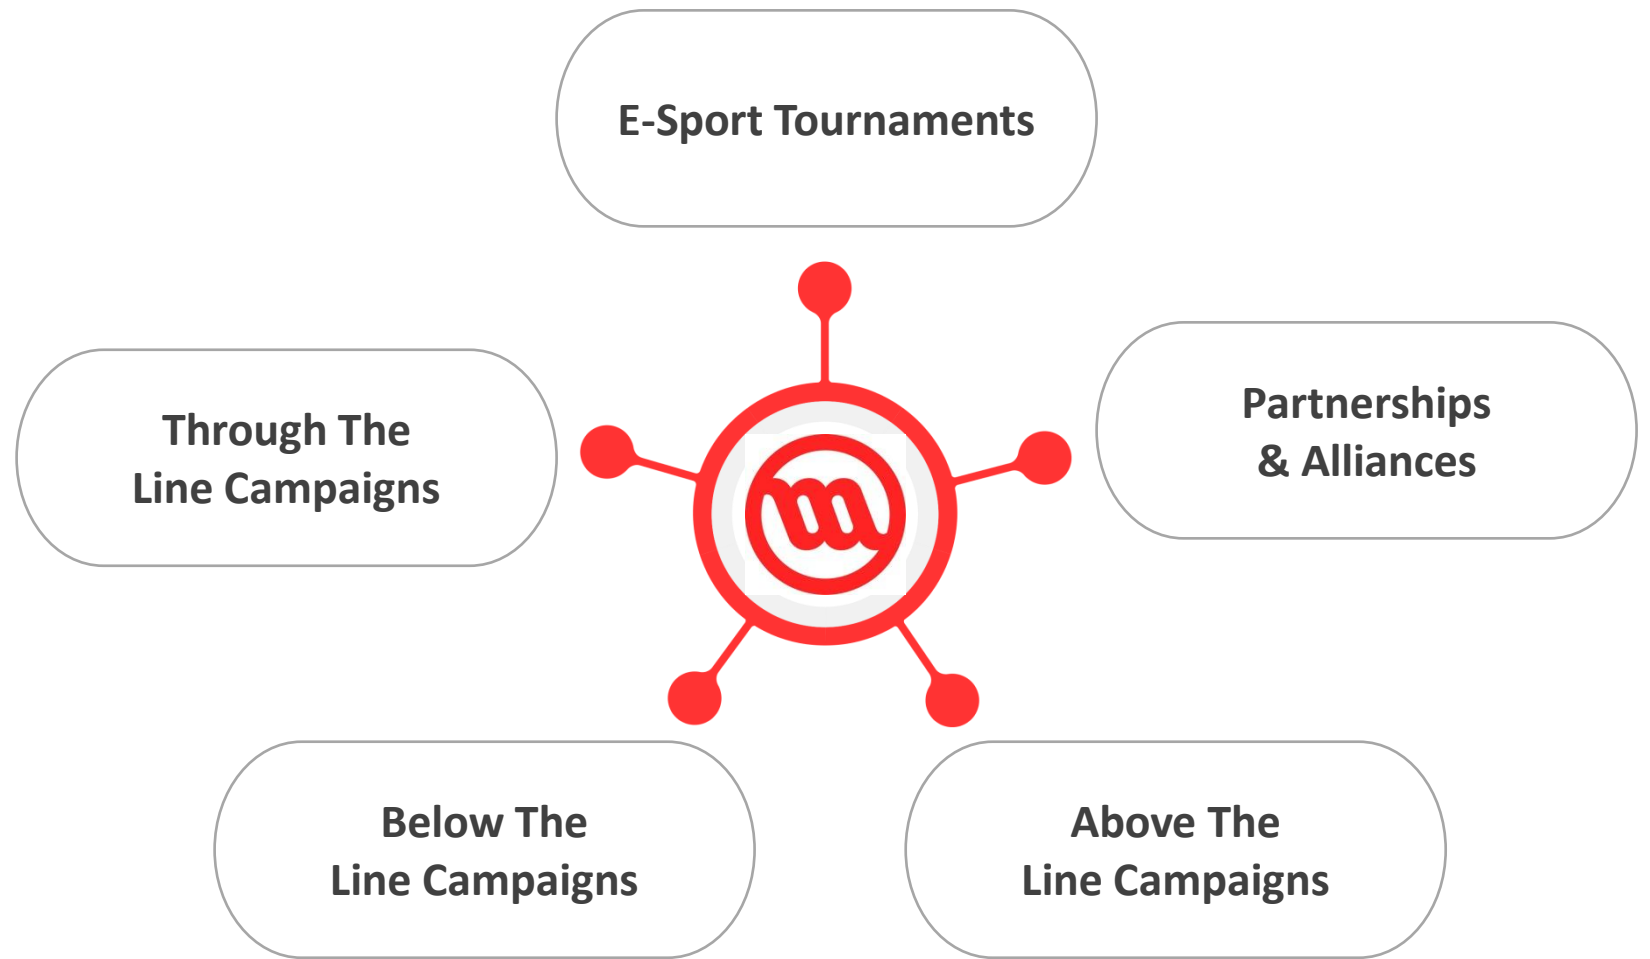 E-Sport Tournaments
Partnerships
& Alliances
Through The
Line Campaigns
Below The
Line Campaigns
Above The
Line Campaigns